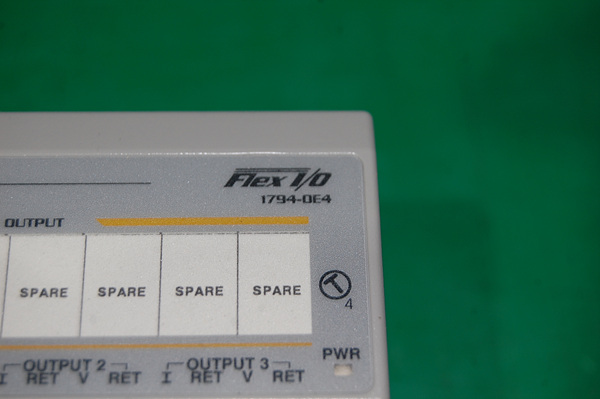 Flex I/O
1794-OE4
OUTPUT
SPARE SPARE SPARE SPARE
4
PWR
OUTPUT 2 OUTPUT 3
I RET V RET I RET V RET